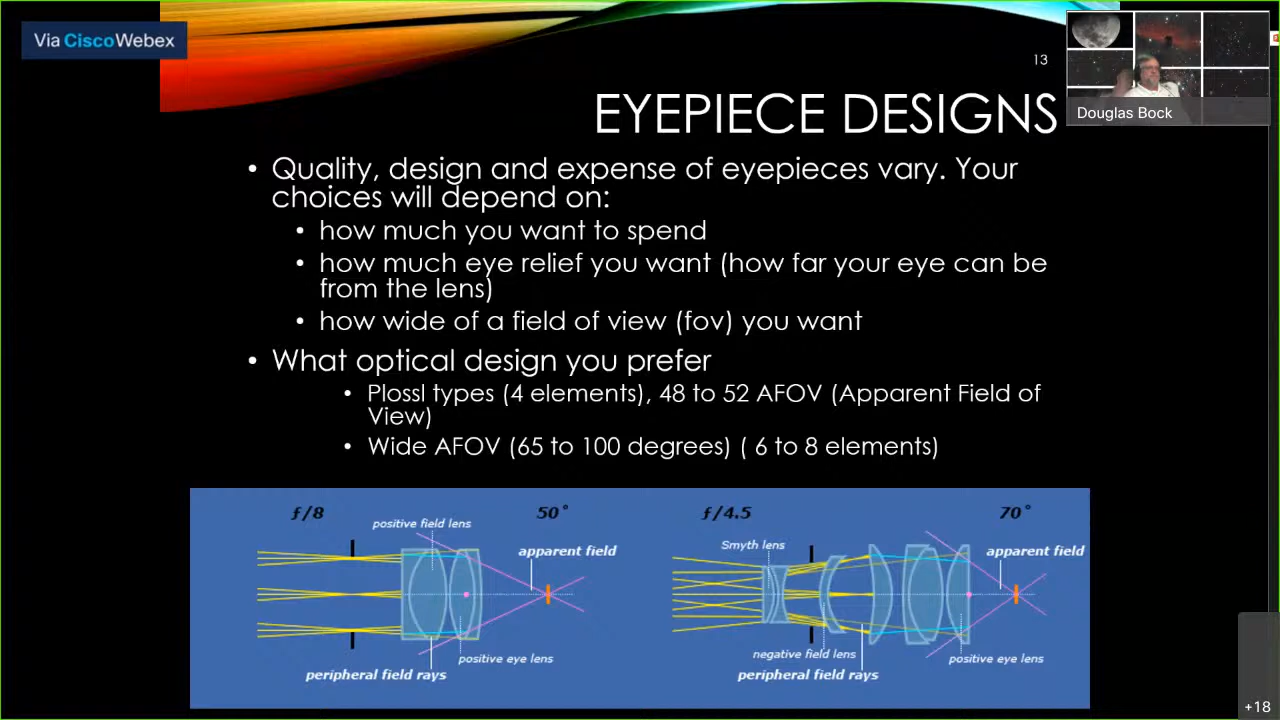 Via Cisco Webex
13
Douglas Bock
EYEPIECE DESIGNS
• Quality, design and expense of eyepieces vary. Your
choices will depend on:
• how much you want to spend
• how much eye relief you want (how far your eye can be
from the lens)
• how wide of a field of view (fov) you want
• What optical design you prefer
• Plossl types (4 elements), 48 to 52 AFOV (Apparent Field of
View)
• Wide AFOV (65 to 100 degrees) ( 6 to 8 elements)
ƒ/8
50°
positive field lens
apparent field
positive eye lens
peripheral field rays
ƒ/4.5
70°
Smyth lens
apparent field
negative field lens
positive eye lens
peripheral field rays
+18